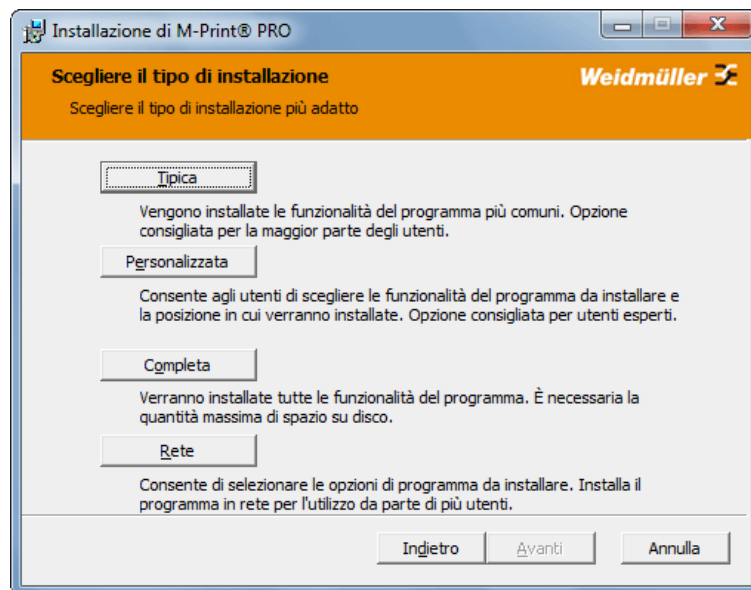 Installazione di M-Print® PRO
Scegliere il tipo di installazione
Weidmüller
Scegliere il tipo di installazione più adatto
Tipica
Vengono installate le funzionalità del programma più comuni. Opzione
consigliata per la maggior parte degli utenti.
Personalizzata
Consente agli utenti di scegliere le funzionalità del programma da installare e
la posizione in cui verranno installate. Opzione consigliata per utenti esperti.
Completa
Verranno installate tutte le funzionalità del programma. È necessaria la
quantità massima di spazio su disco.
Rete
Consente di selezionare le opzioni di programma da installare. Installa il
programma in rete per l'utilizzo da parte di più utenti.
Indietro
Avanti
Annulla